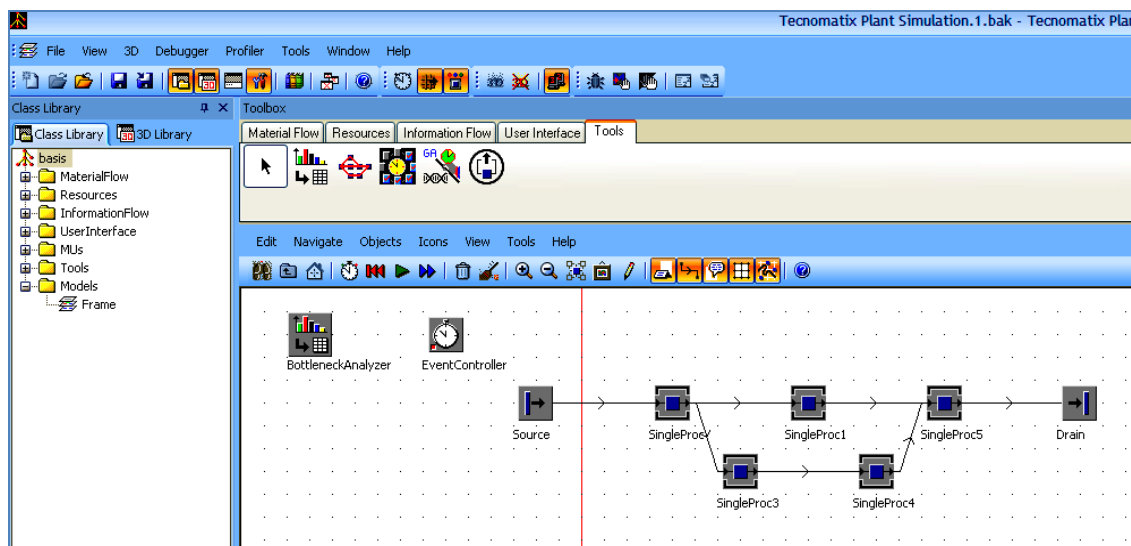 Tecnomatix Plant Simulation.1.bak - Tecnomatix Plar
File View 3D Debugger Profiler Tools Window Help
Class Library
Toolbox
Class Library 3D Library
Material Flow Resources Information Flow User Interface Tools
basis
MaterialFlow
Resources
InformationFlow
UserInterface
MUs
Tools
Models
Frame
GA
Edit Navigate Objects Icons View Tools Help
BottleneckAnalyzer EventController
Source SingleProc SingleProc1 SingleProc5 Drain
SingleProc3 SingleProc4